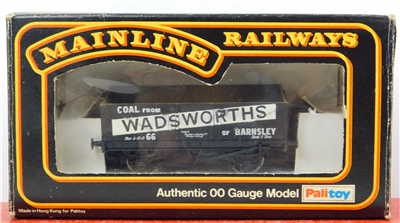 MAINLINE
RAILWAYS
COAL FROM
WADSWORTHS
66
OF BARNSLEY
Authentic 00 Gauge Model Palitoy
Made in Hong Kong for Palitoy